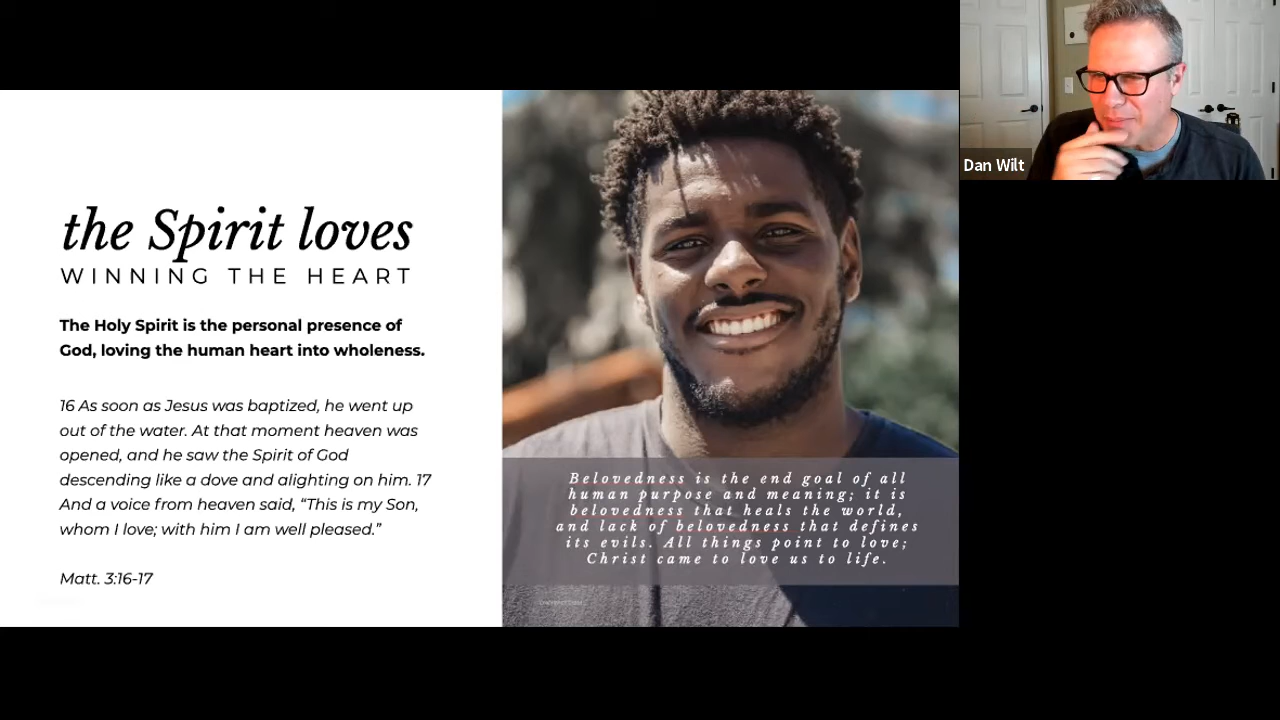 the Spirit loves
WINNING THE HEART
The Holy Spirit is the personal presence of
God, loving the human heart into wholeness.
16 As soon as Jesus was baptized, he went up
out of the water. At that moment heaven was
opened, and he saw the Spirit of God
descending like a dove and alighting on him. 17
And a voice from heaven said, “This is my Son,
whom I love; with him I am well pleased.”
Matt. 3:16-17
Belovedness is the end goal of all
human purpose and meaning; it is
belovedness that heals the world,
and lack of belovedness that defines
its evils. All things point to love;
Christ came to love us to life.
Dan Wilt